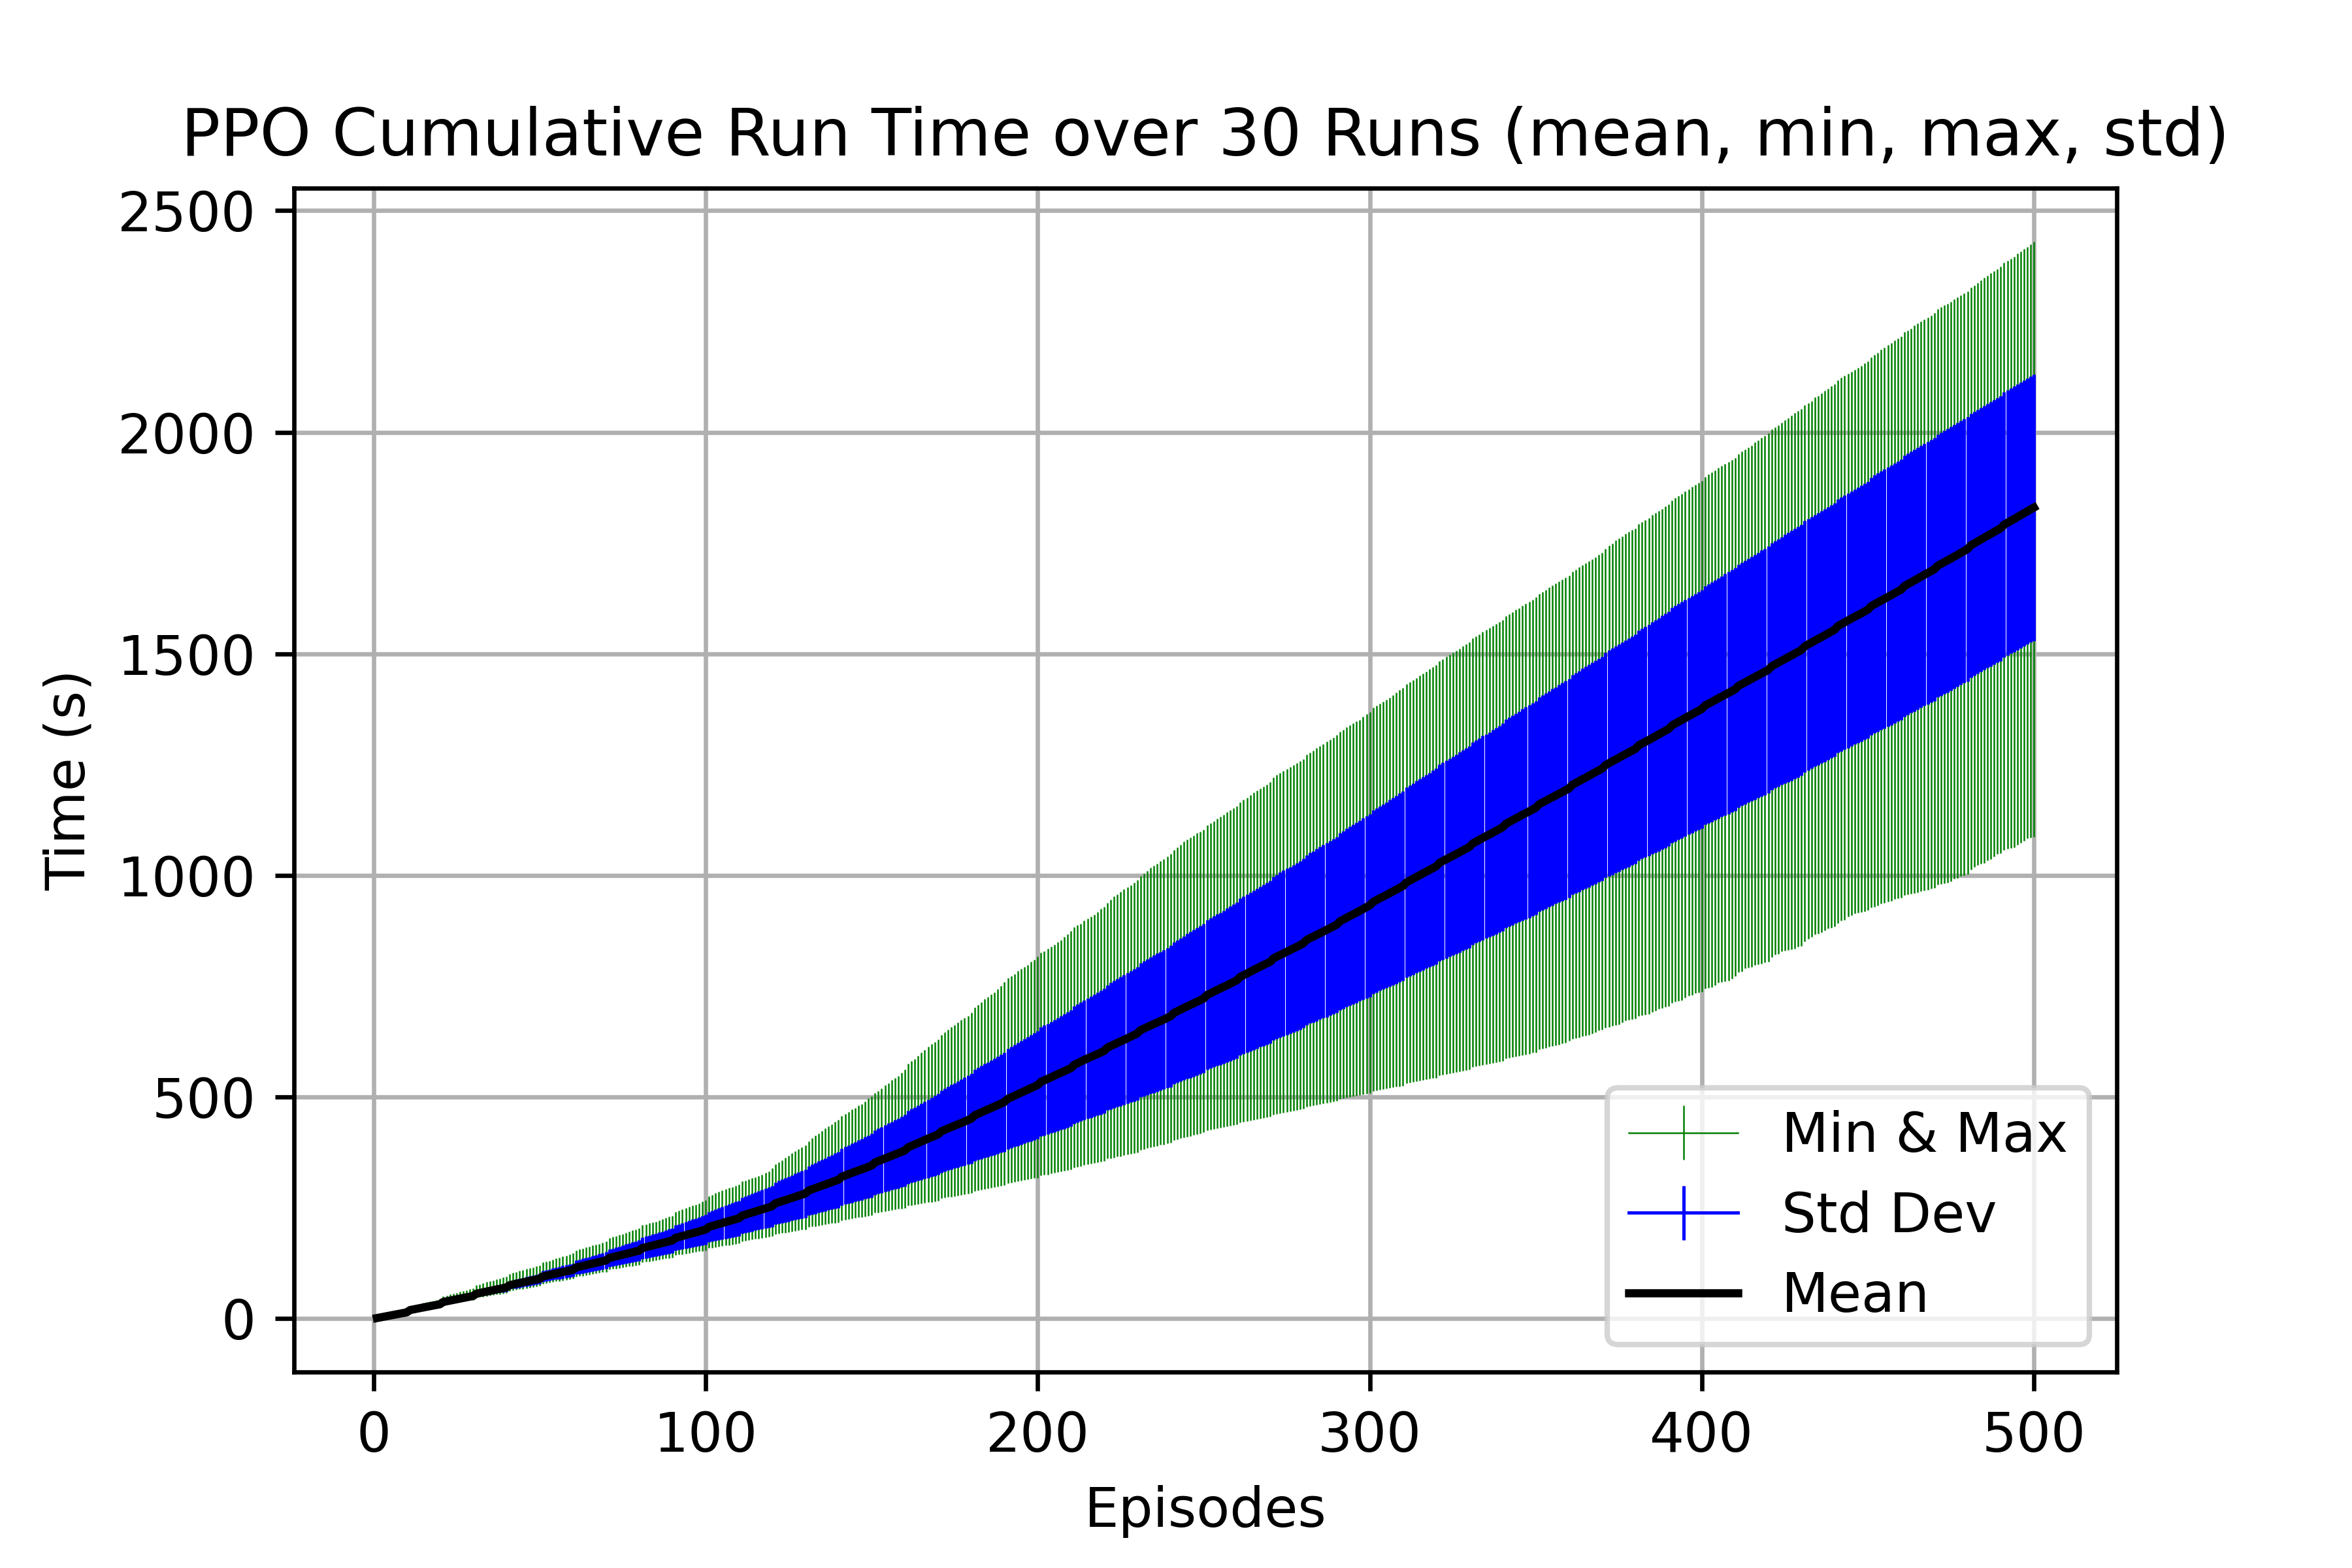 PPO Cumulative Run Time over 30 Runs (mean, min, max, std)
2500
2000
1500
1000
500
0
Time (s)
Min & Max
Std Dev
Mean
0 100 200 300 400 500
Episodes